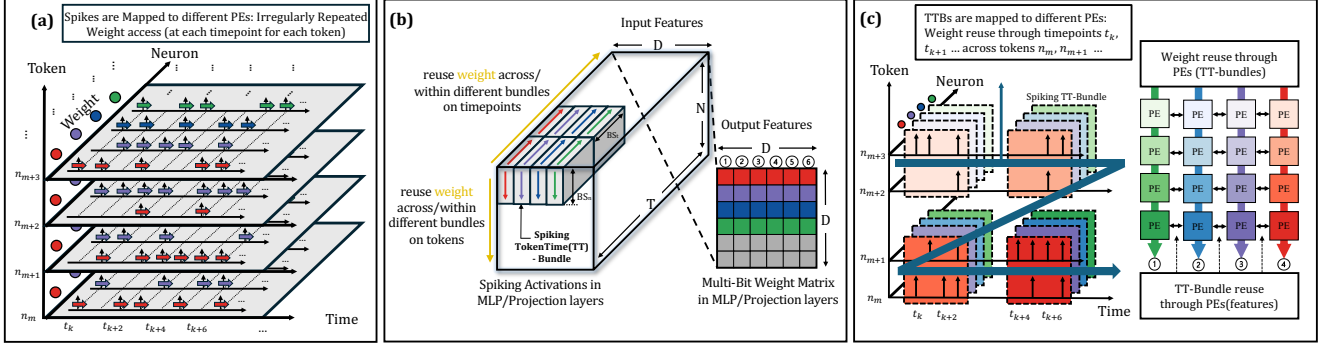 (a)
Spikes are Mapped to different PEs: Irregularly Repeated
Weight access (at each timepoint for each token)
Token
Neuron
Weight
n_{m+3}
n_{m+2}
n_{m+1}
n_m
t_k
t_{k+2}
t_{k+4}
t_{k+6}
...
Time
(b)
Input Features
D
reuse weight across/
within different bundles
on timepoints
N
BS_t
Output Features
D
① ② ③ ④ ⑤ ⑥
reuse weight
across/within
different bundles
on tokens
BS_n
T
D
Spiking
TokenTime(TT)
- Bundle
Spiking Activations in
MLP/Projection layers
Multi-Bit Weight Matrix
in MLP/Projection layers
(c)
TTBs are mapped to different PEs:
Weight reuse through timepoints t_k,
t_{k+1} ... across tokens n_m, n_{m+1} ...
Token
Neuron
Weight reuse through
PEs (TT-bundles)
Spiking TT-Bundle
PE PE PE PE
PE PE PE PE
PE PE PE PE
PE PE PE PE
① ② ③ ④
n_{m+3}
n_{m+2}
n_{m+1}
n_m
t_k
t_{k+2}
t_{k+4}
t_{k+6}
Time
TT-Bundle reuse
through PEs(features)